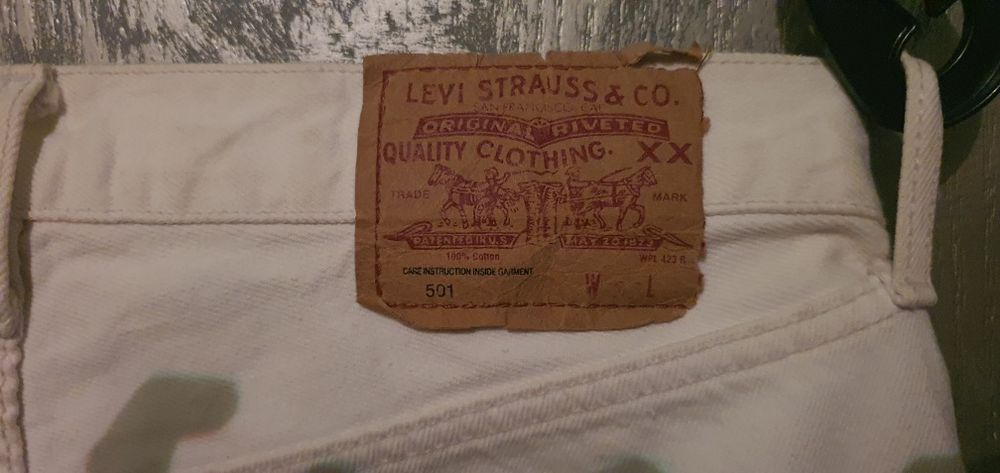 LEVI STRAUSS & CO.
SAN FRANCISCO CAL
ORIGINAL RIVETED
QUALITY CLOTHING. XX
TRADE MARK
PATENTED IN U.S. MAY 20 1873
100% Cotton WPL 423 R
CARE INSTRUCTION INSIDE GARMENT
501 W L